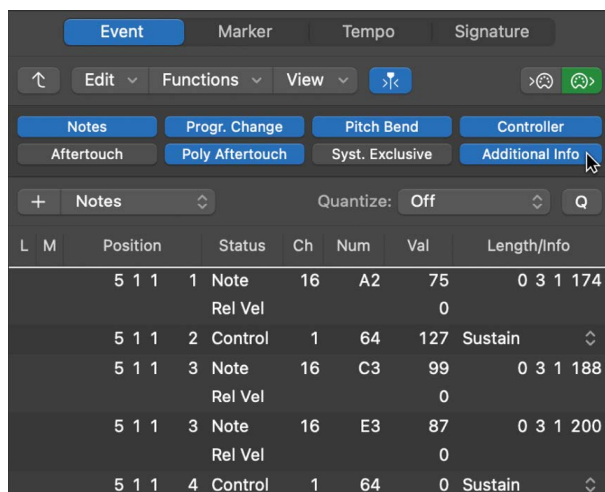 Event Marker Tempo Signature
Edit Functions View
Notes Progr. Change Pitch Bend Controller
Aftertouch Poly Aftertouch Syst. Exclusive Additional Info
+ Notes Quantize: Off Q
L M Position Status Ch Num Val Length/Info
5 1 1 1 Note 16 A2 75 0 3 1 174
Rel Vel 0
5 1 1 2 Control 1 64 127 Sustain
5 1 1 3 Note 16 C3 99 0 3 1 188
Rel Vel 0
5 1 1 3 Note 16 E3 87 0 3 1 200
Rel Vel 0
5 1 1 4 Control 1 64 0 Sustain